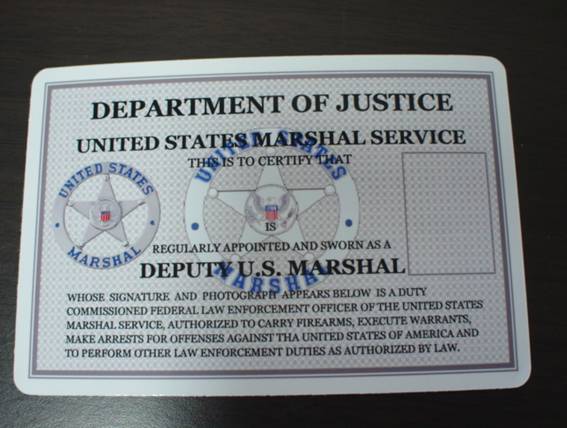 DEPARTMENT OF JUSTICE
UNITED STATES MARSHAL SERVICE
THIS IS TO CERTIFY THAT
UNITED STATES
MARSHAL
UNITED STATES
MARSHAL
IS
REGULARLY APPOINTED AND SWORN AS A
DEPUTY U.S. MARSHAL
WHOSE SIGNATURE AND PHOTOGRAPH APPEARS BELOW IS A DUTY
COMMISSIONED FEDERAL LAW ENFORCEMENT OFFICER OF THE UNITED STATES
MARSHAL SERVICE, AUTHORIZED TO CARRY FIREARMS, EXECUTE WARRANTS,
MAKE ARRESTS FOR OFFENSES AGAINST THA UNITED STATES OF AMERICA AND
TO PERFORM OTHER LAW ENFORCEMENT DUTIES AS AUTHORIZED BY LAW.